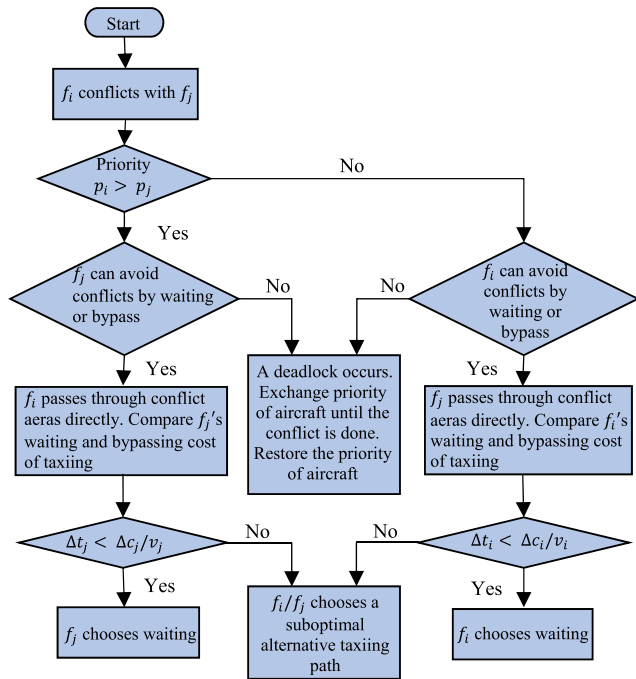 Start
f_i conflicts with f_j
Priority
p_i > p_j
No
Yes
f_j can avoid
conflicts by waiting
or bypass
No
No
f_i can avoid
conflicts by
waiting or
bypass
Yes
Yes
A deadlock occurs.
Exchange priority
of aircraft until the
conflict is done.
Restore the priority
of aircraft
f_i passes through conflict
aeras directly. Compare f_j's
waiting and bypassing cost
of taxiing
f_j passes through conflict
aeras directly. Compare f_i's
waiting and bypassing cost
of taxiing
Δt_j < Δc_j/v_j
No
No
Δt_i < Δc_i/v_i
Yes
Yes
f_j chooses waiting
f_i/f_j chooses a
suboptimal
alternative taxiing
path
f_i chooses waiting